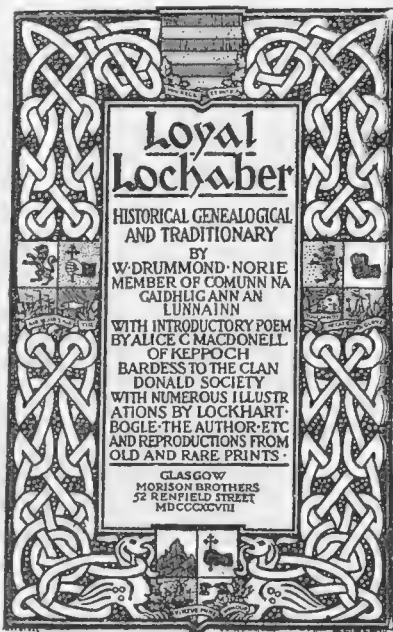 Loyal
Lochaber
HISTORICAL GENEALOGICAL
AND TRADITIONARY
BY
W·DRUMMOND·NORIE
MEMBER OF COMUNN NA
GAIDHLIG ANN AN
LUNNAINN
WITH INTRODUCTORY POEM
BY ALICE C MACDONELL
OF KEPPOCH
BARDESS TO THE CLAN
DONALD SOCIETY
WITH NUMEROUS ILLUSTR
ATIONS BY LOCKHART·
BOGLE·THE AUTHOR·ETC
AND REPRODUCTIONS FROM
OLD AND RARE PRINTS·
GLASGOW
MORISON BROTHERS
52 RENFIELD STREET
MDCCCXCVIII